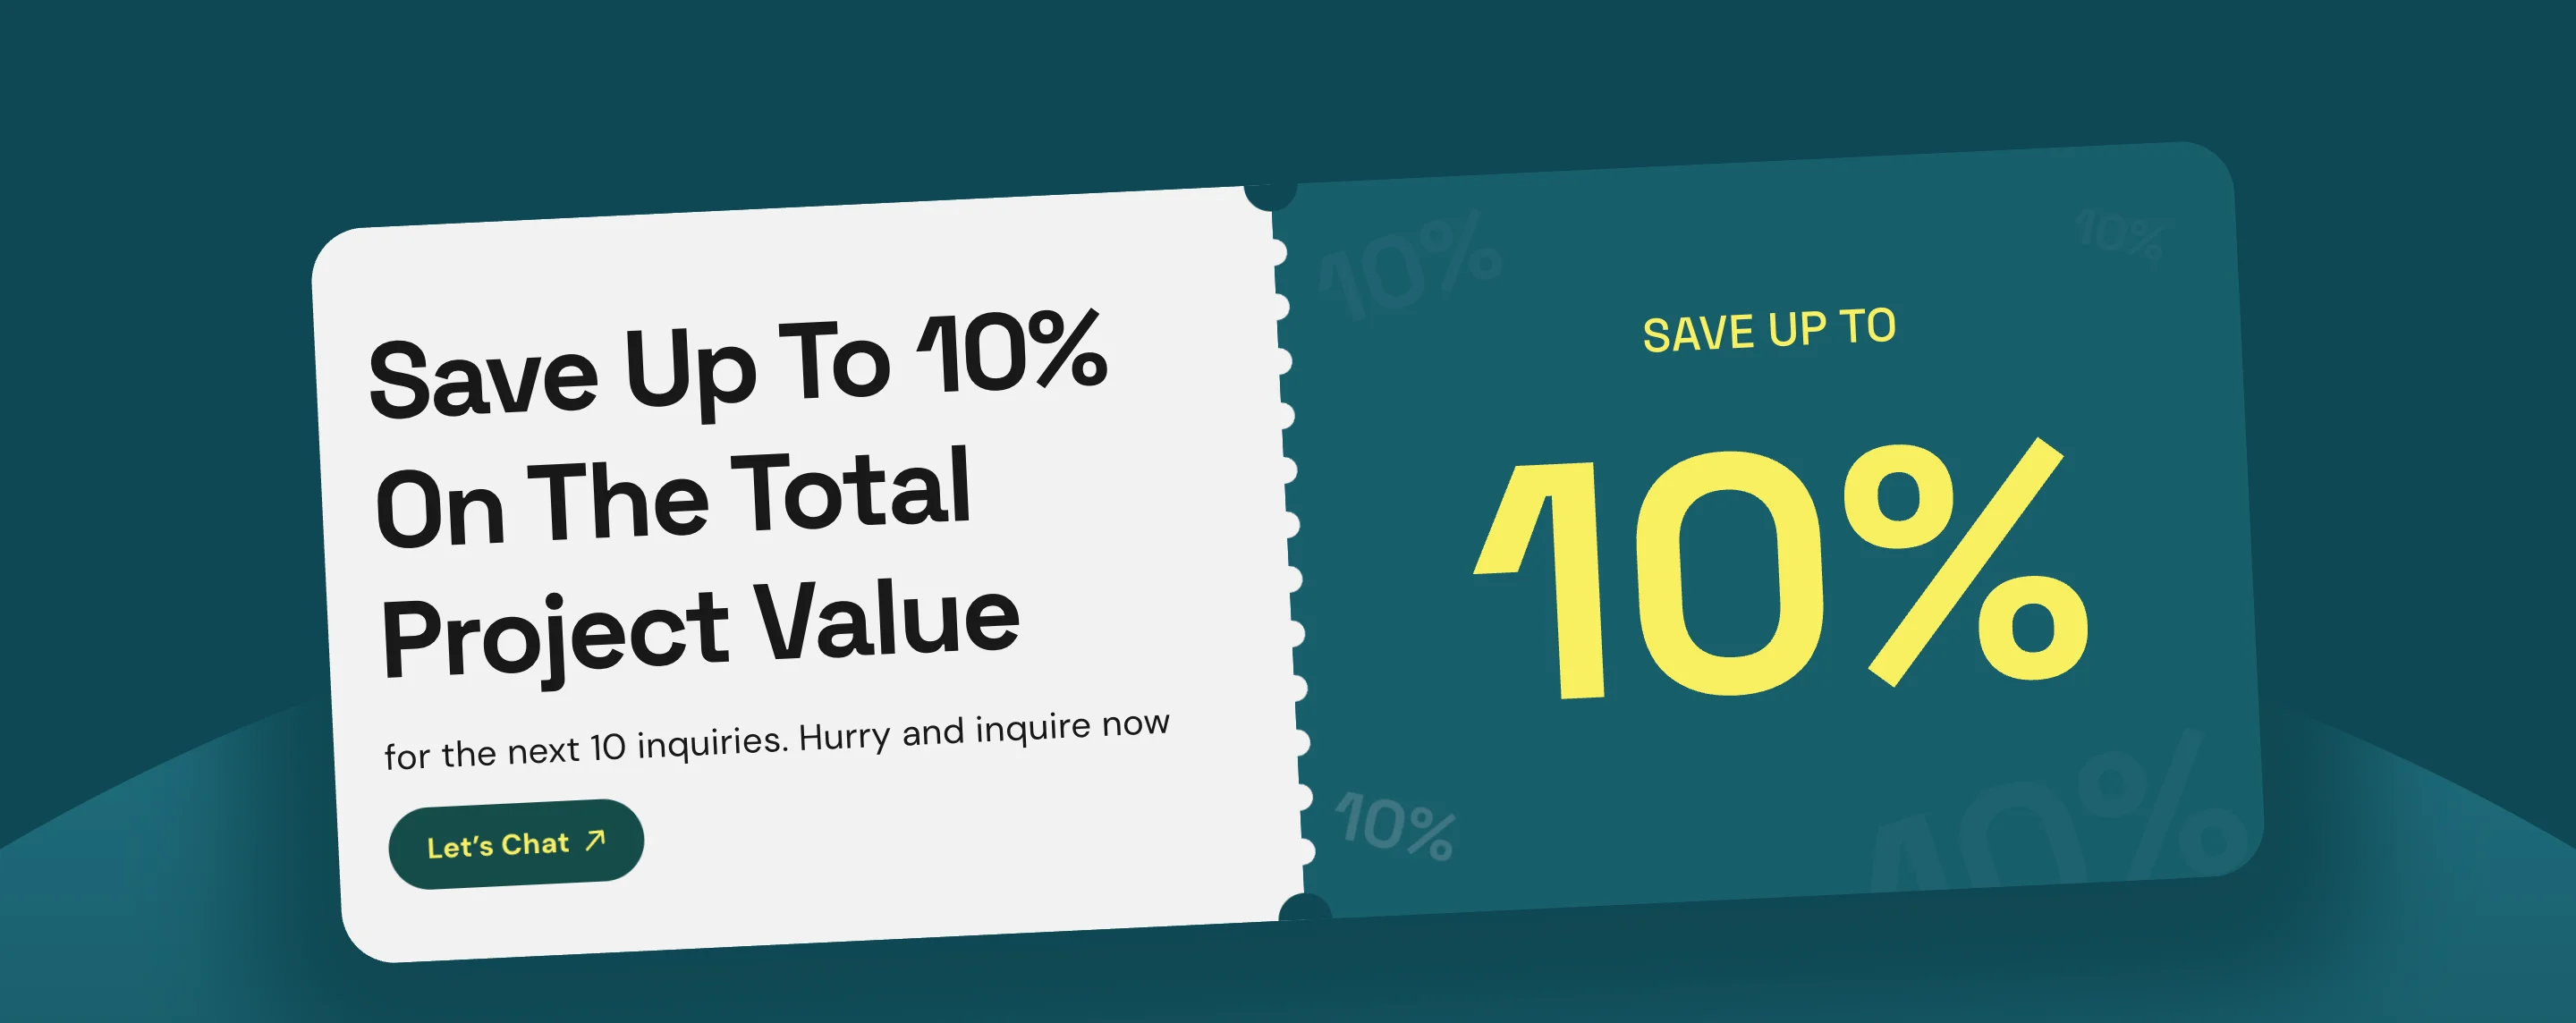 Save Up To 10%
On The Total
Project Value
for the next 10 inquiries. Hurry and inquire now
Let's Chat
10%
10%
SAVE UP TO
10%
10%
10%